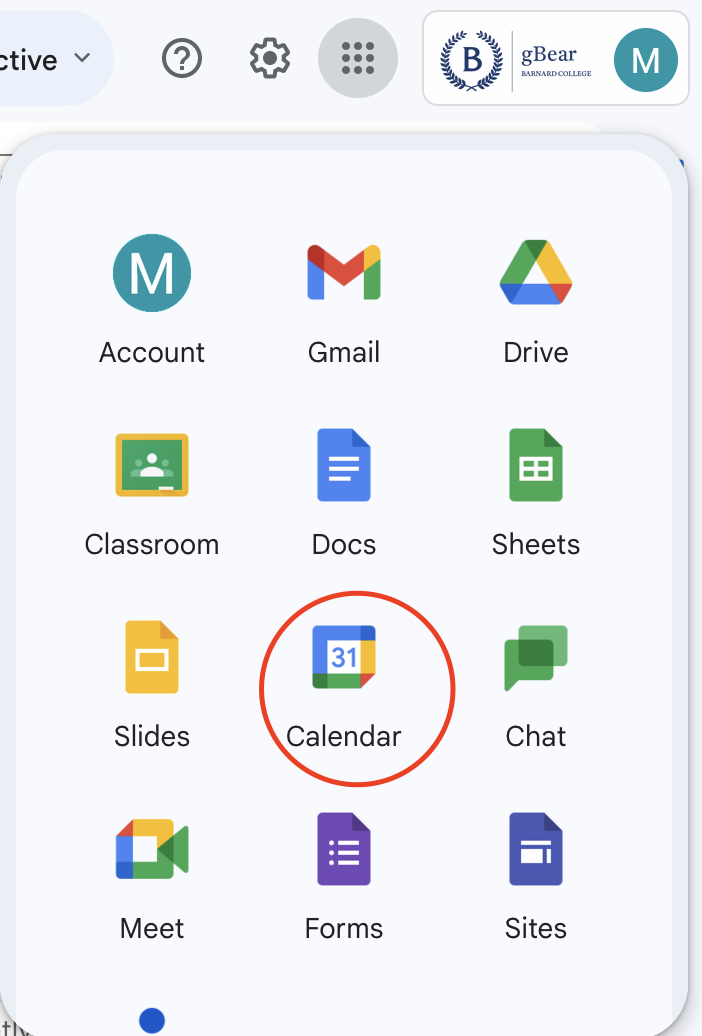 ctive
B
gBear
BARNARD COLLEGE
M
M
Account Gmail Drive
Classroom Docs Sheets
31
Slides Calendar Chat
Meet Forms Sites